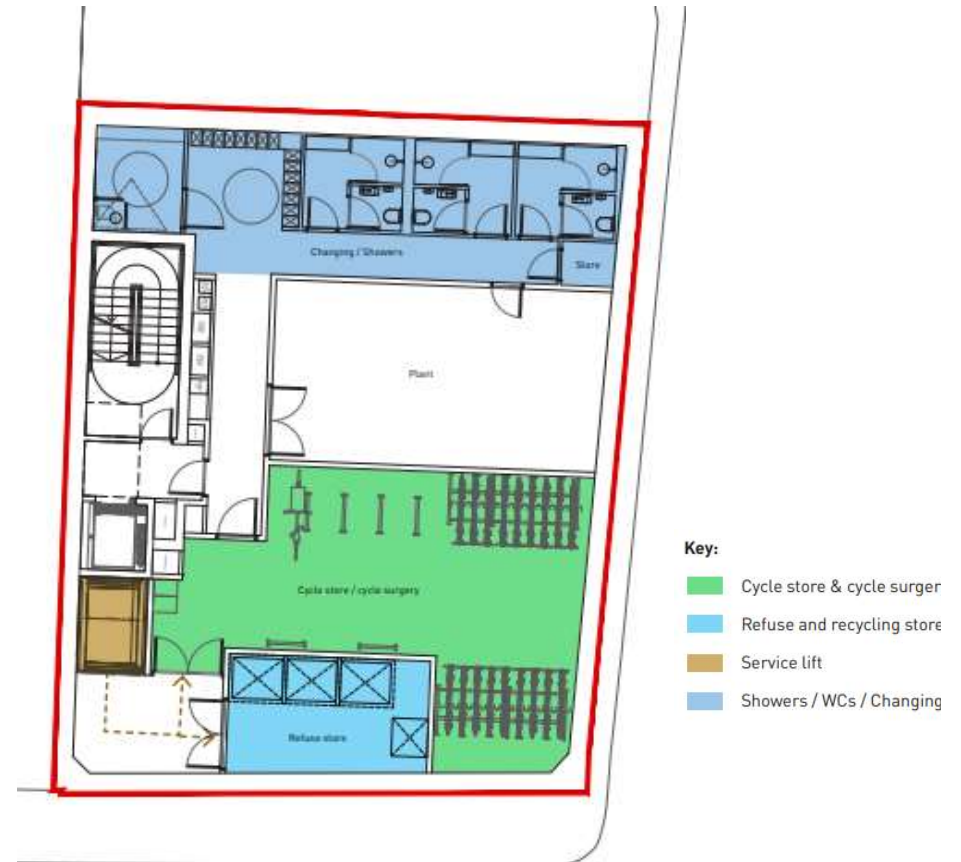 Changing / Showers
Store
Plant
Cycle store / cycle surgery
Refuse store
Key:
Cycle store & cycle surger
Refuse and recycling store
Service lift
Showers / WCs / Changing